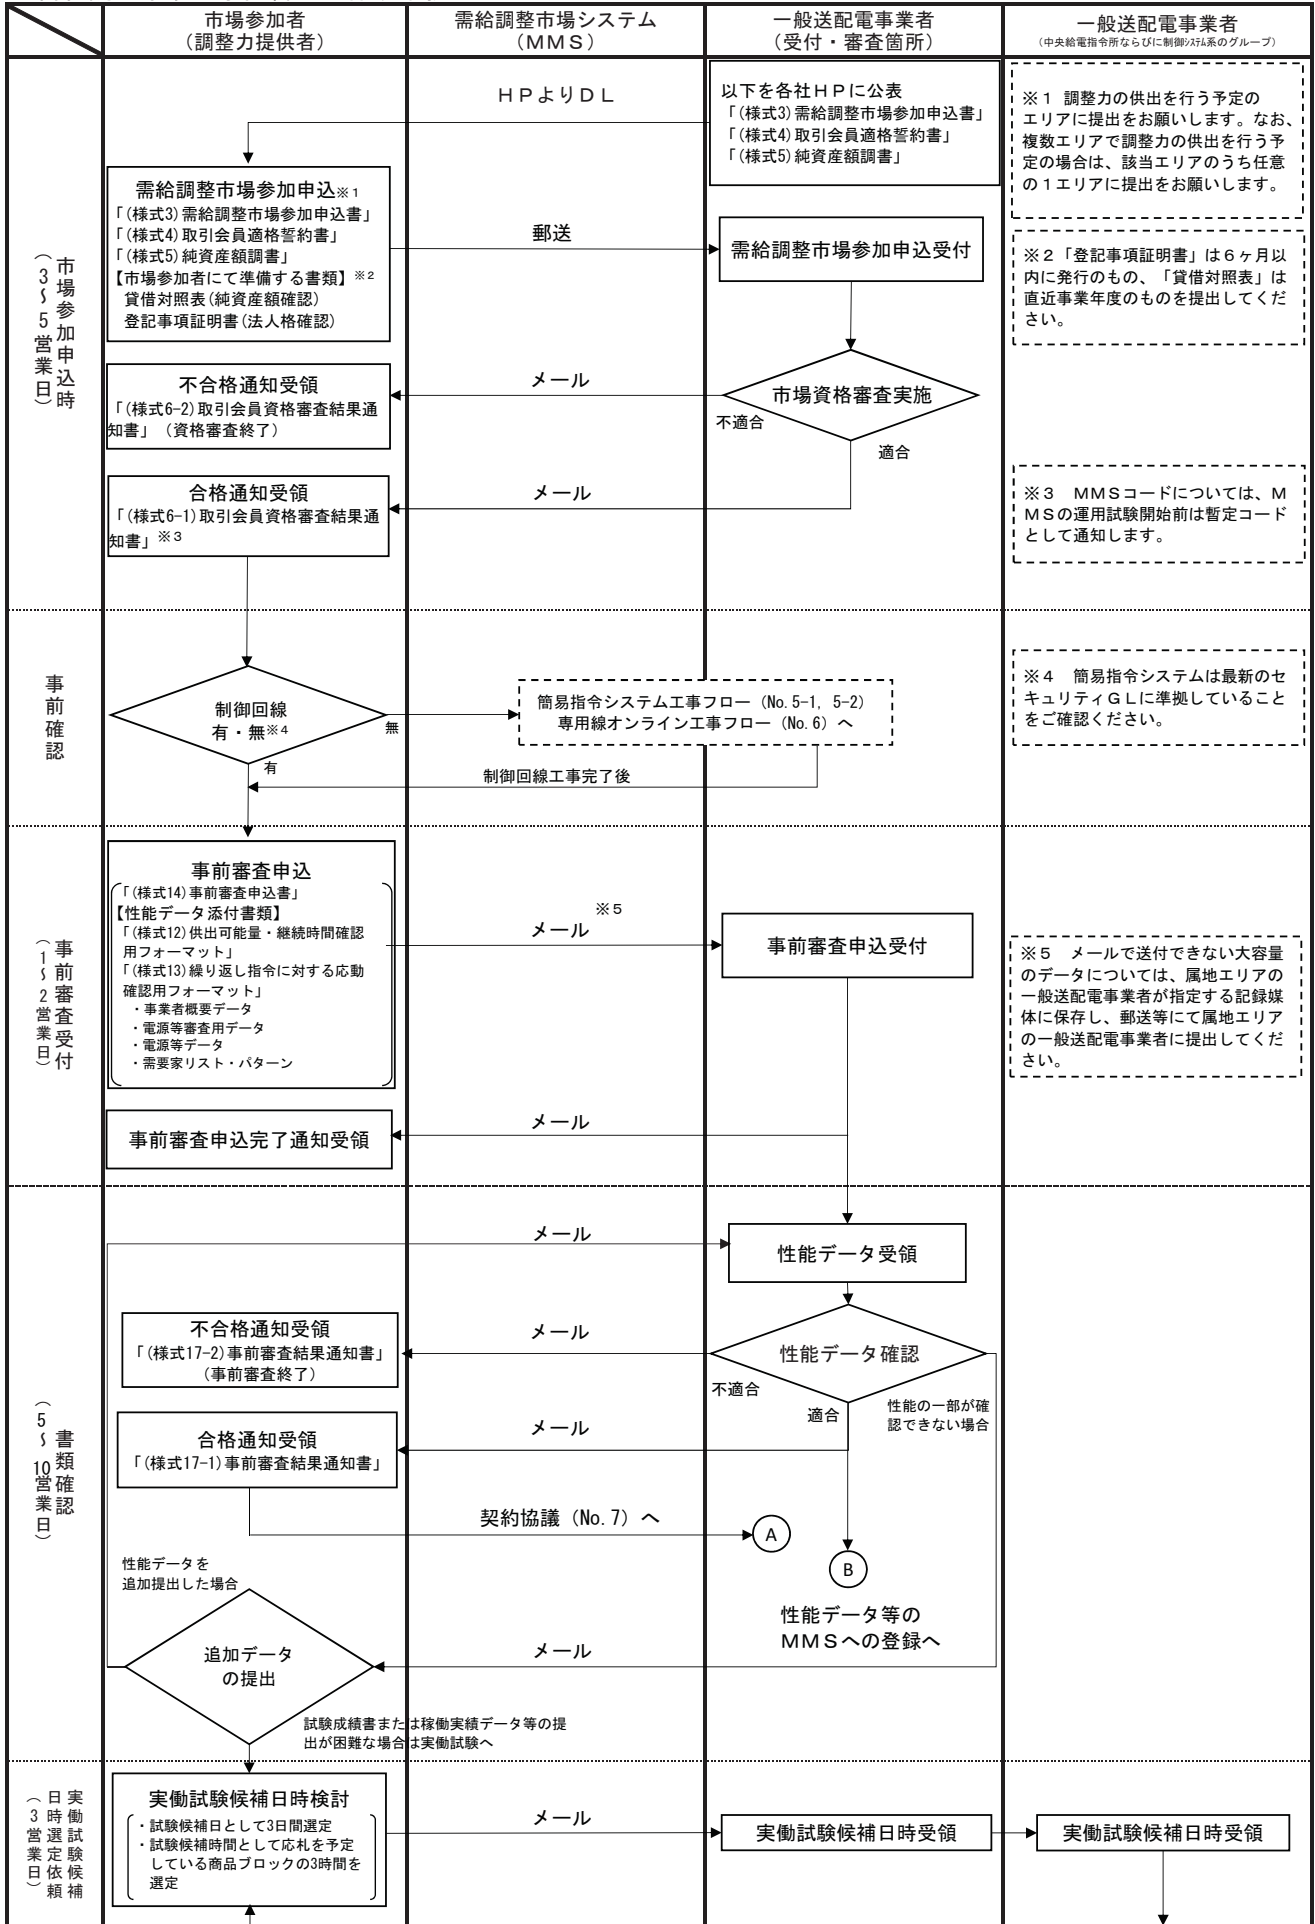 市場参加者
(調整力提供者)
需給調整市場システム
(ＭＭＳ)
一般送配電事業者
(受付・審査箇所)
一般送配電事業者
(中央給電指令所ならびに制御ｼｽﾃﾑ系のグループ)
市場参加申込時
(3～5営業日)
ＨＰよりＤＬ
以下を各社ＨＰに公表
「(様式3)需給調整市場参加申込書」
「(様式4)取引会員適格誓約書」
「(様式5)純資産額調書」
※１ 調整力の供出を行う予定の
エリアに提出をお願いします。なお、
複数エリアで調整力の供出を行う予
定の場合は、該当エリアのうち任意
の１エリアに提出をお願いします。
需給調整市場参加申込※１
「(様式3)需給調整市場参加申込書」
「(様式4)取引会員適格誓約書」
「(様式5)純資産額調書」
【市場参加者にて準備する書類】※２
貸借対照表(純資産額確認)
登記事項証明書(法人格確認)
郵送
需給調整市場参加申込受付
※２「登記事項証明書」は６ヶ月以
内に発行のもの、「貸借対照表」は
直近事業年度のものを提出してくだ
さい。
不合格通知受領
「(様式6-2)取引会員資格審査結果通
知書」（資格審査終了）
メール
市場資格審査実施
不適合
適合
合格通知受領
「(様式6-1)取引会員資格審査結果通
知書」※３
メール
※３　ＭＭＳコードについては、Ｍ
ＭＳの運用試験開始前は暫定コード
として通知します。
事前確認
制御回線
有・無※４
無
有
簡易指令システム工事フロー（No.5-1, 5-2）
専用線オンライン工事フロー（No.6）へ
制御回線工事完了後
※４　簡易指令システムは最新のセ
キュリティＧＬに準拠していること
をご確認ください。
事前審査受付
(1～2営業日)
事前審査申込
「(様式14)事前審査申込書」
【性能データ添付書類】
「(様式12)供出可能量・継続時間確認
用フォーマット」
「(様式13)繰り返し指令に対する応動
確認用フォーマット」
・事業者概要データ
・電源等審査用データ
・電源等データ
・需要家リスト・パターン
※５
メール
事前審査申込受付
※５　メールで送付できない大容量
のデータについては、属地エリアの
一般送配電事業者が指定する記録媒
体に保存し、郵送等にて属地エリア
の一般送配電事業者に提出してくだ
さい。
事前審査申込完了通知受領
メール
書類確認
(5～10営業日)
メール
性能データ受領
不合格通知受領
「(様式17-2)事前審査結果通知書」
（事前審査終了）
メール
性能データ確認
不適合
適合
性能の一部が確
認できない場合
合格通知受領
「(様式17-1)事前審査結果通知書」
メール
契約協議（No.7）へ
A
B
性能データ等の
ＭＭＳへの登録へ
性能データを
追加提出した場合
追加データ
の提出
メール
試験成績書または稼働実績データ等の提
出が困難な場合は実働試験へ
実働試験候補
日時選定依頼
(3営業日)
実働試験候補日時検討
・試験候補日として3日間選定
・試験候補時間として応札を予定
している商品ブロックの3時間を
選定
メール
実働試験候補日時受領
実働試験候補日時受領